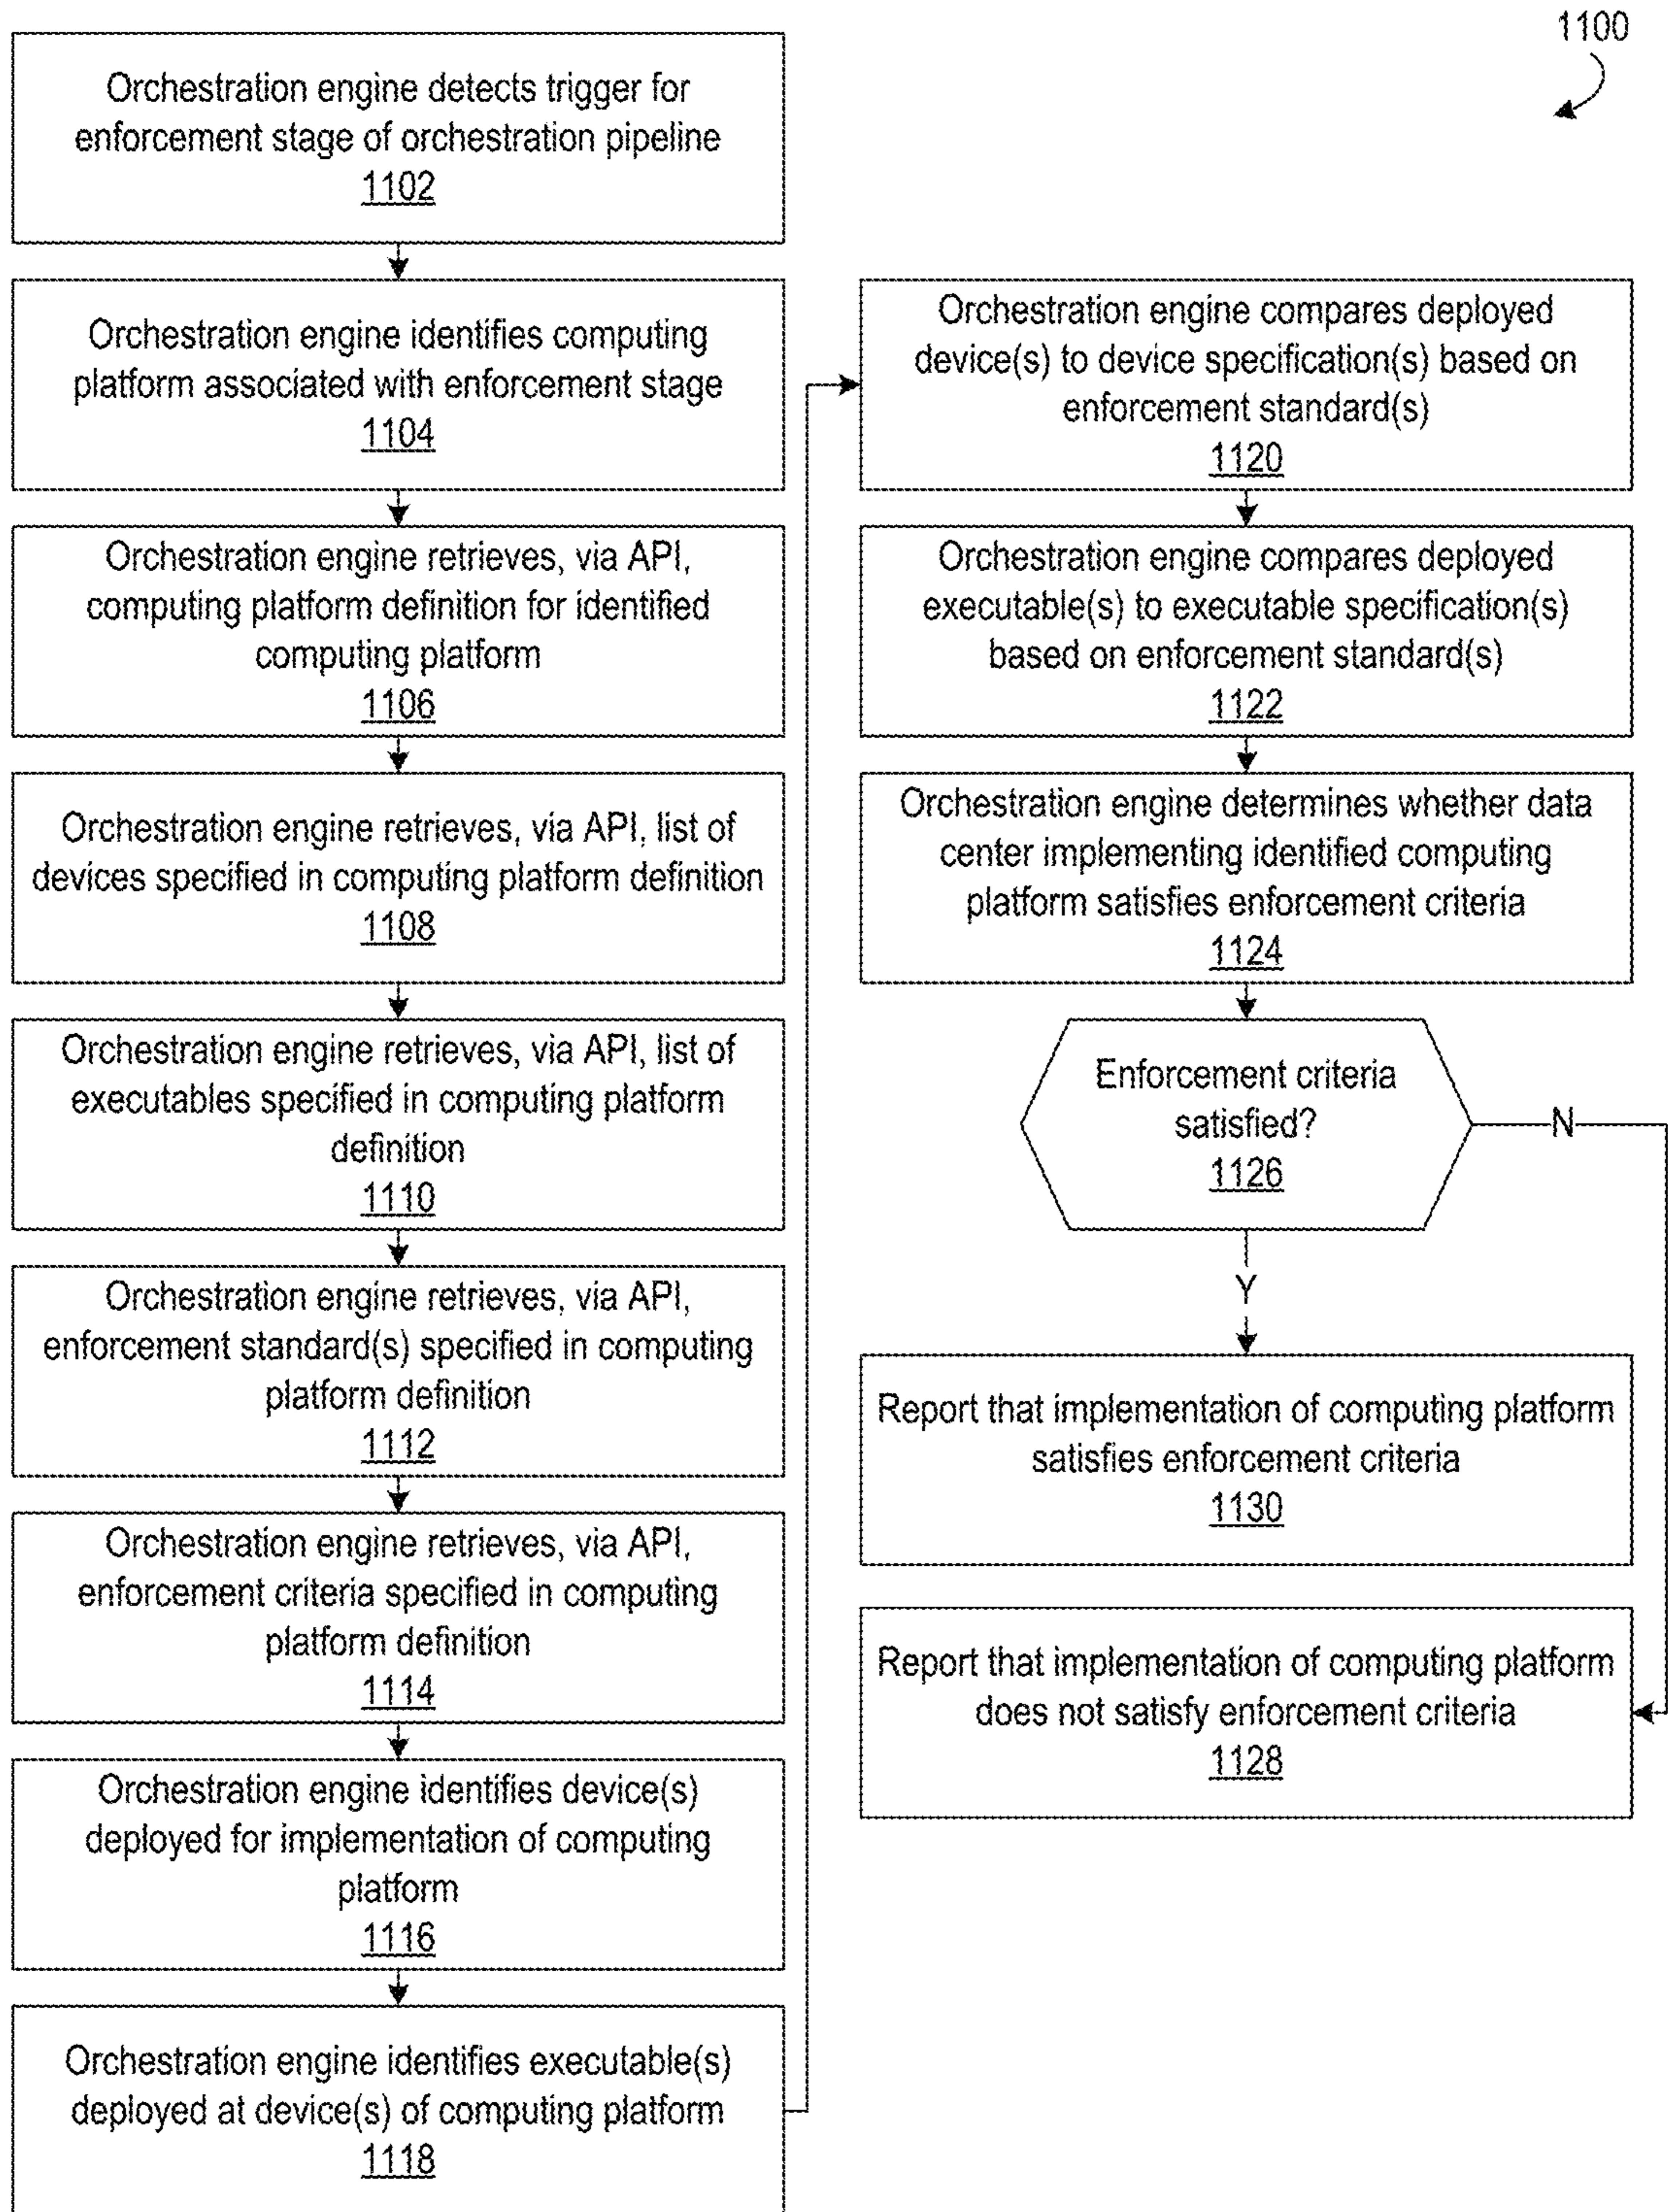 1100
Orchestration engine detects trigger for
enforcement stage of orchestration pipeline
1102
Orchestration engine identifies computing
platform associated with enforcement stage
1104
Orchestration engine retrieves, via API,
computing platform definition for identified
computing platform
1106
Orchestration engine retrieves, via API, list of
devices specified in computing platform definition
1108
Orchestration engine retrieves, via API, list of
executables specified in computing platform
definition
1110
Orchestration engine retrieves, via API,
enforcement standard(s) specified in computing
platform definition
1112
Orchestration engine retrieves, via API,
enforcement criteria specified in computing
platform definition
1114
Orchestration engine identifies device(s)
deployed for implementation of computing
platform
1116
Orchestration engine identifies executable(s)
deployed at device(s) of computing platform
1118
Orchestration engine compares deployed
device(s) to device specification(s) based on
enforcement standard(s)
1120
Orchestration engine compares deployed
executable(s) to executable specification(s)
based on enforcement standard(s)
1122
Orchestration engine determines whether data
center implementing identified computing
platform satisfies enforcement criteria
1124
Enforcement criteria
satisfied?
1126
N
Y
Report that implementation of computing platform
satisfies enforcement criteria
1130
Report that implementation of computing platform
does not satisfy enforcement criteria
1128